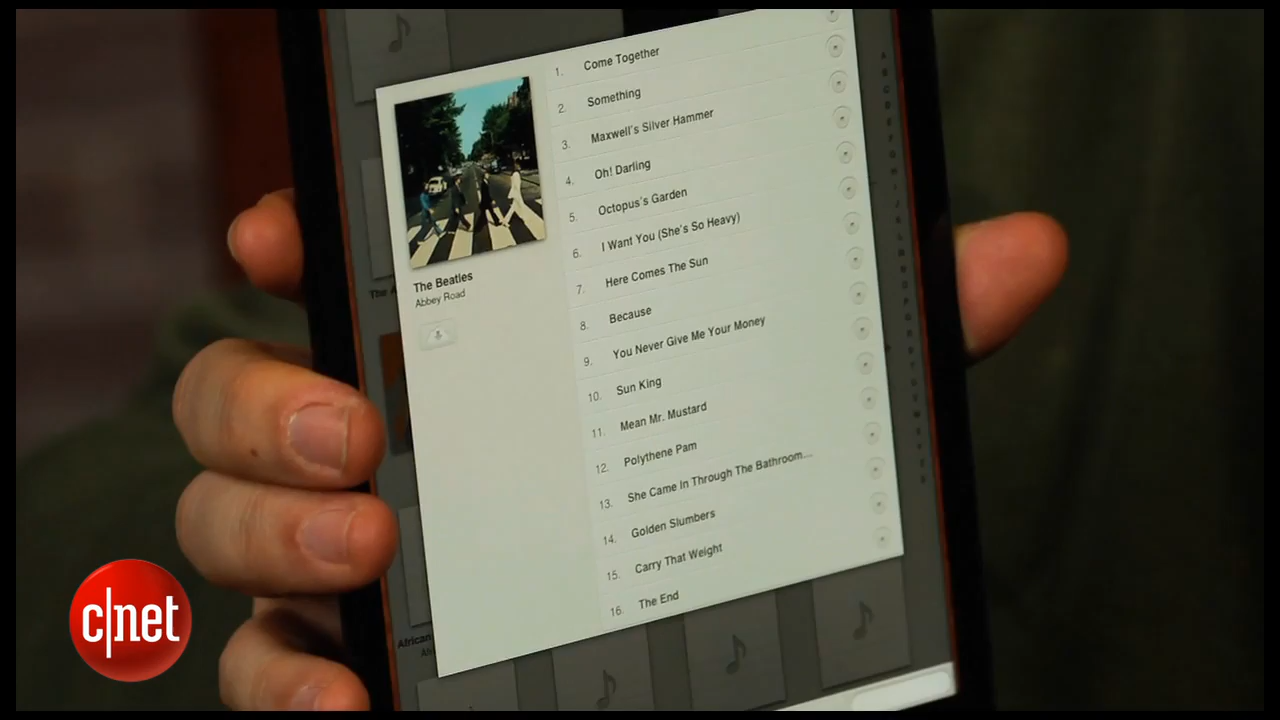 The Beatles
Abbey Road
1. Come Together
2. Something
3. Maxwell's Silver Hammer
4. Oh! Darling
5. Octopus's Garden
6. I Want You (She's So Heavy)
7. Here Comes The Sun
8. Because
9. You Never Give Me Your Money
10. Sun King
11. Mean Mr. Mustard
12. Polythene Pam
13. She Came In Through The Bathroom...
14. Golden Slumbers
15. Carry That Weight
16. The End
African
c|net